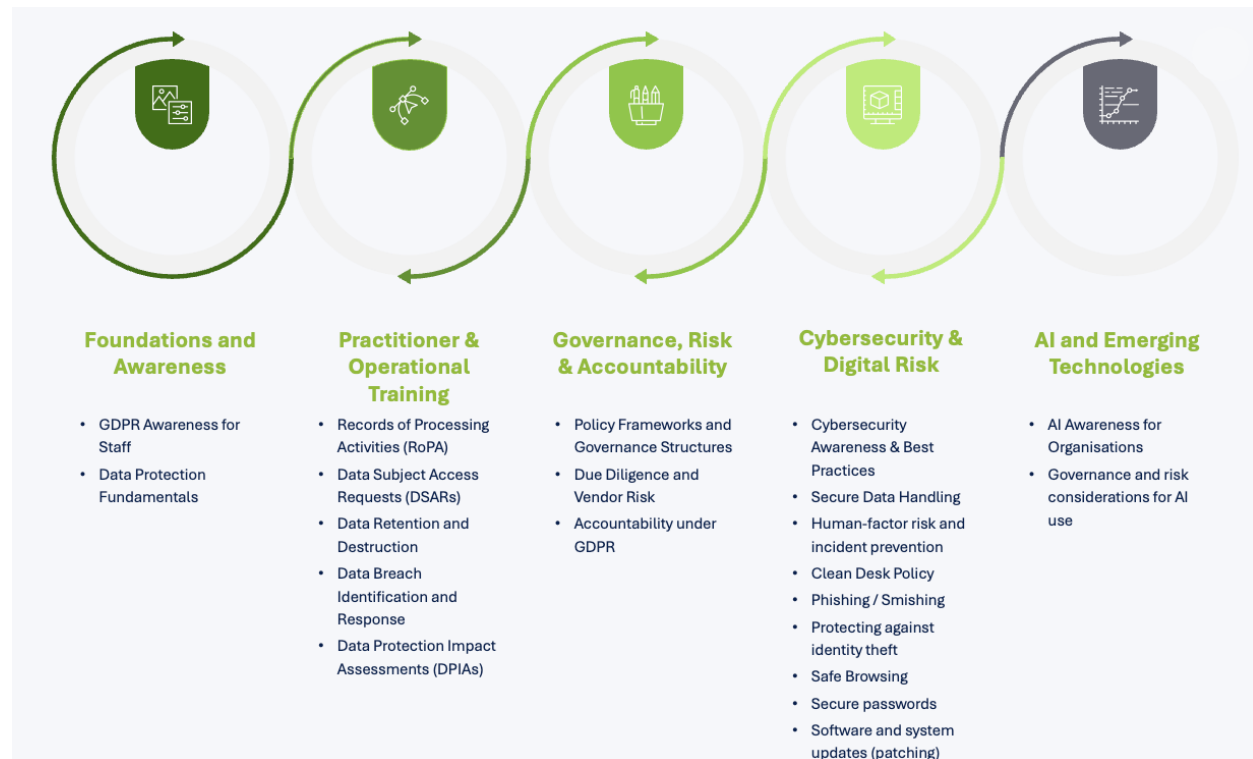 Foundations and
Awareness
• GDPR Awareness for
Staff
• Data Protection
Fundamentals
Practitioner &
Operational
Training
• Records of Processing
Activities (RoPA)
• Data Subject Access
Requests (DSARs)
• Data Retention and
Destruction
• Data Breach
Identification and
Response
• Data Protection Impact
Assessments (DPIAs)
Governance, Risk
& Accountability
• Policy Frameworks and
Governance Structures
• Due Diligence and
Vendor Risk
• Accountability under
GDPR
Cybersecurity &
Digital Risk
• Cybersecurity
Awareness & Best
Practices
• Secure Data Handling
• Human-factor risk and
incident prevention
• Clean Desk Policy
• Phishing / Smishing
• Protecting against
identity theft
• Safe Browsing
• Secure passwords
• Software and system
updates (patching)
AI and Emerging
Technologies
• AI Awareness for
Organisations
• Governance and risk
considerations for AI
use